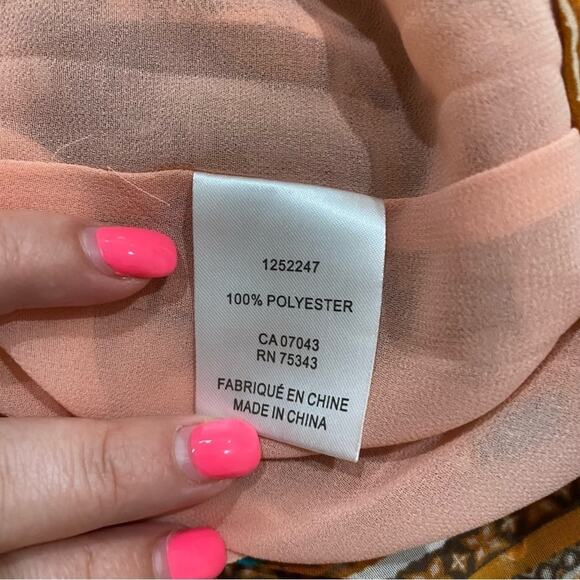 1252247
100% POLYESTER
CA 07043
RN 75343
FABRIQUÉ EN CHINE
MADE IN CHINA